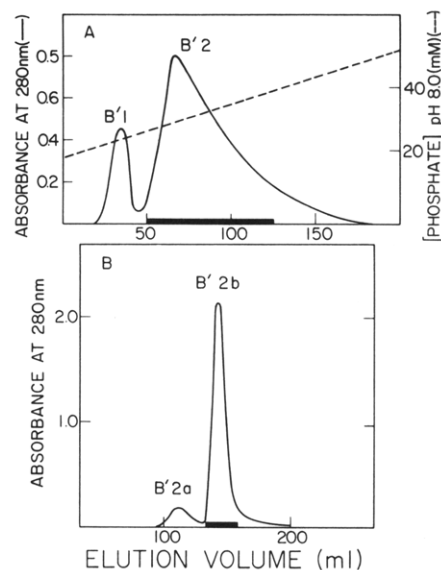 A
B'1
B'2
ABSORBANCE AT 280nm(—)
0.5
0.6
0.4
0.2
50
100
150
40
20
[PHOSPHATE] pH 8.0(mM)(---)
B
B' 2b
B'2a
ABSORBANCE AT 280nm
2.0
1.0
100
200
ELUTION VOLUME (ml)